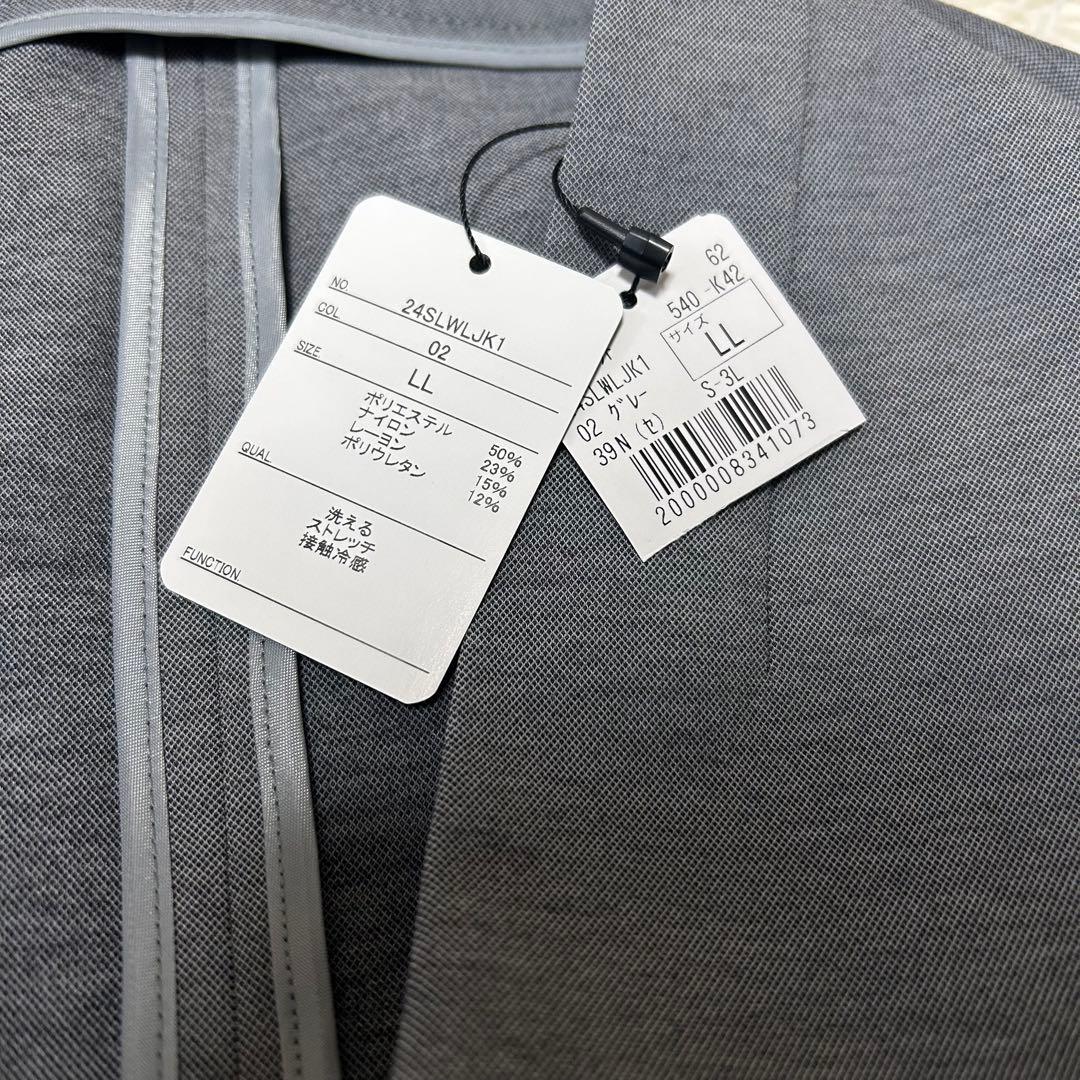 NO. 24SLWLJK1
COL 02
SIZE LL
ポリエステル 50%
ナイロン 23%
レーヨン 15%
ポリウレタン 12%
QUAL
洗える
ストレッチ
接触冷感
FUNCTION.
62
540 -K42
サイズ
LL
S-3L
4SLWLJK1
02 グレー
39N (セ)
2000008341073